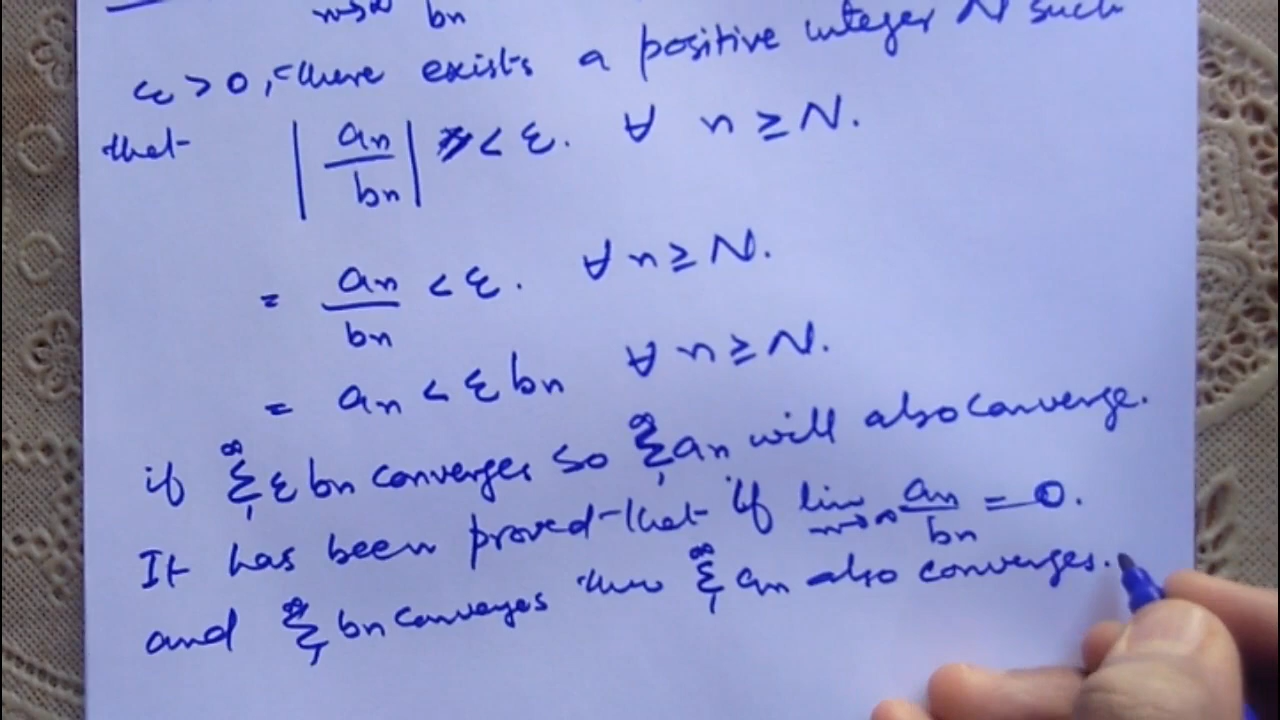 n→∞ bn
ε > 0, there exists a positive integer N such
that |an/bn| < ε. ∀ n ≥ N.
= an/bn < ε. ∀ n ≥ N.
= an < ε bn ∀ n ≥ N.
if ∞Σ1 ε bn converges so ∞Σ1 an will also converge.
It has been proved that if lim n→∞ an/bn = 0.
and ∞Σ1 bn converges then ∞Σ1 an also converges.